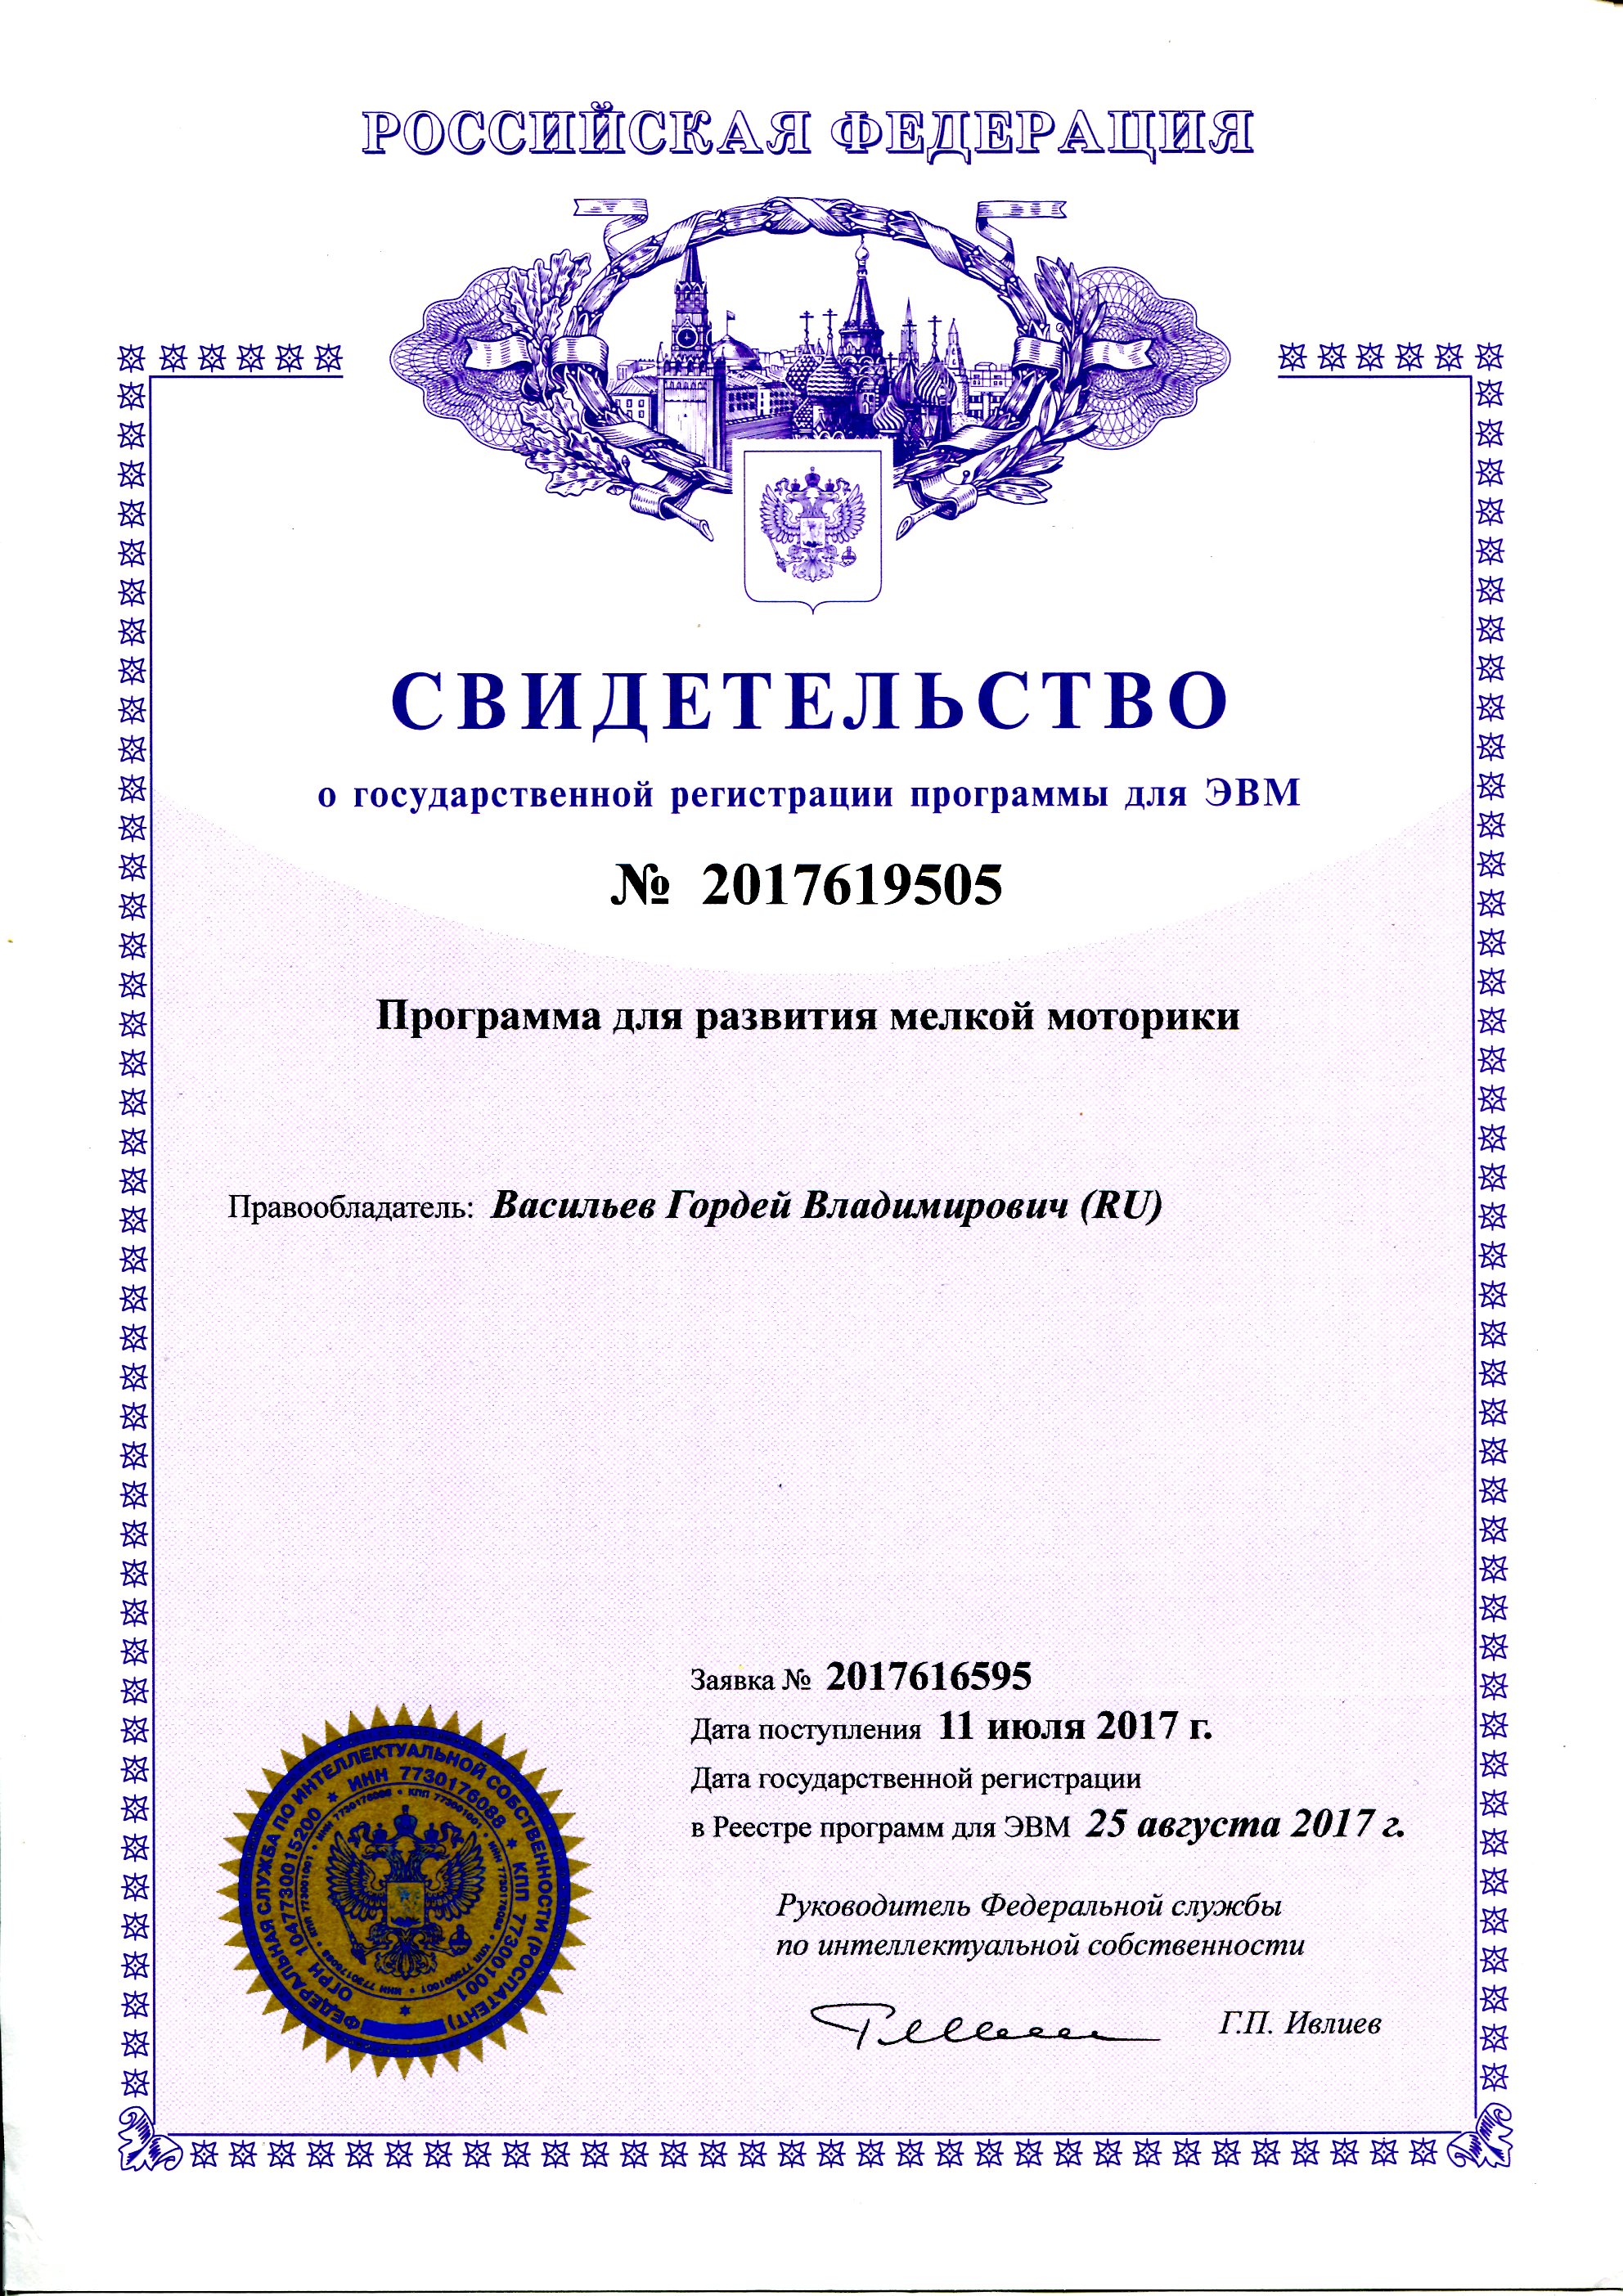 РОССИЙСКАЯ ФЕДЕРАЦИЯ
СВИДЕТЕЛЬСТВО
о государственной регистрации программы для ЭВМ
№ 2017619505
Программа для развития мелкой моторики
Правообладатель: Васильев Гордей Владимирович (RU)
Заявка № 2017616595
Дата поступления 11 июля 2017 г.
Дата государственной регистрации
в Реестре программ для ЭВМ 25 августа 2017 г.
Руководитель Федеральной службы
по интеллектуальной собственности
Г.П. Ивлиев
ФЕДЕРАЛЬНАЯ СЛУЖБА ПО ИНТЕЛЛЕКТУАЛЬНОЙ СОБСТВЕННОСТИ (РОСПАТЕНТ)
ОГРН 1047730015200 * ИНН 7730176088 * КПП 773001001